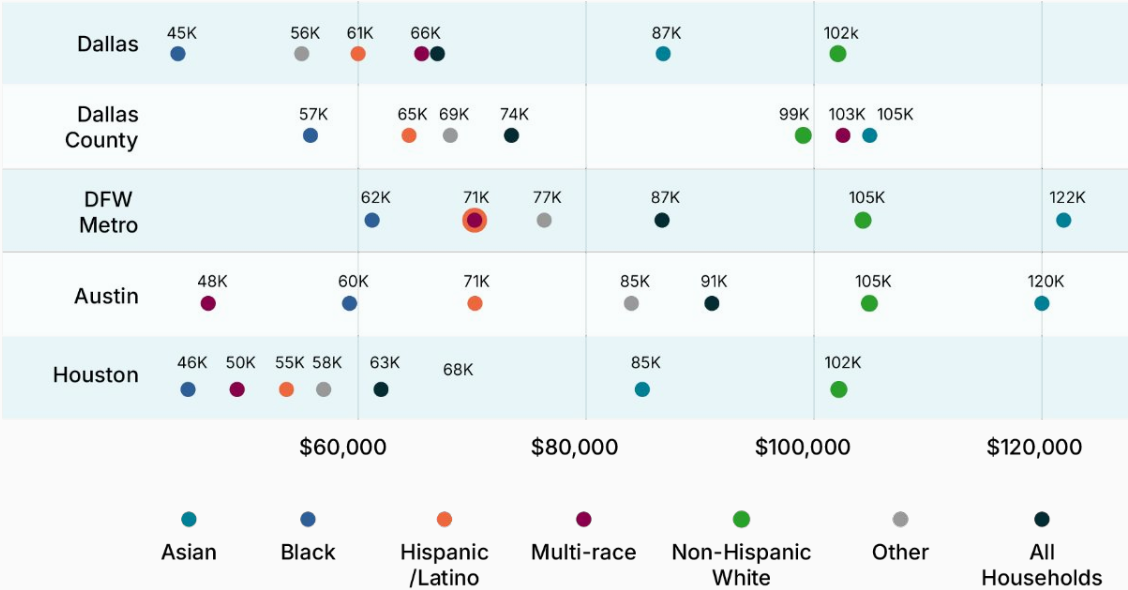 45K 56K 61K 66K 87K 102k
Dallas
57K 65K 69K 74K 99K 103K 105K
Dallas
County
62K 71K 77K 87K 105K 122K
DFW
Metro
48K 60K 71K 85K 91K 105K 120K
Austin
46K 50K 55K 58K 63K 68K 85K 102K
Houston
$60,000 $80,000 $100,000 $120,000
Asian
Black
Hispanic
/Latino
Multi-race
Non-Hispanic
White
Other
All
Households